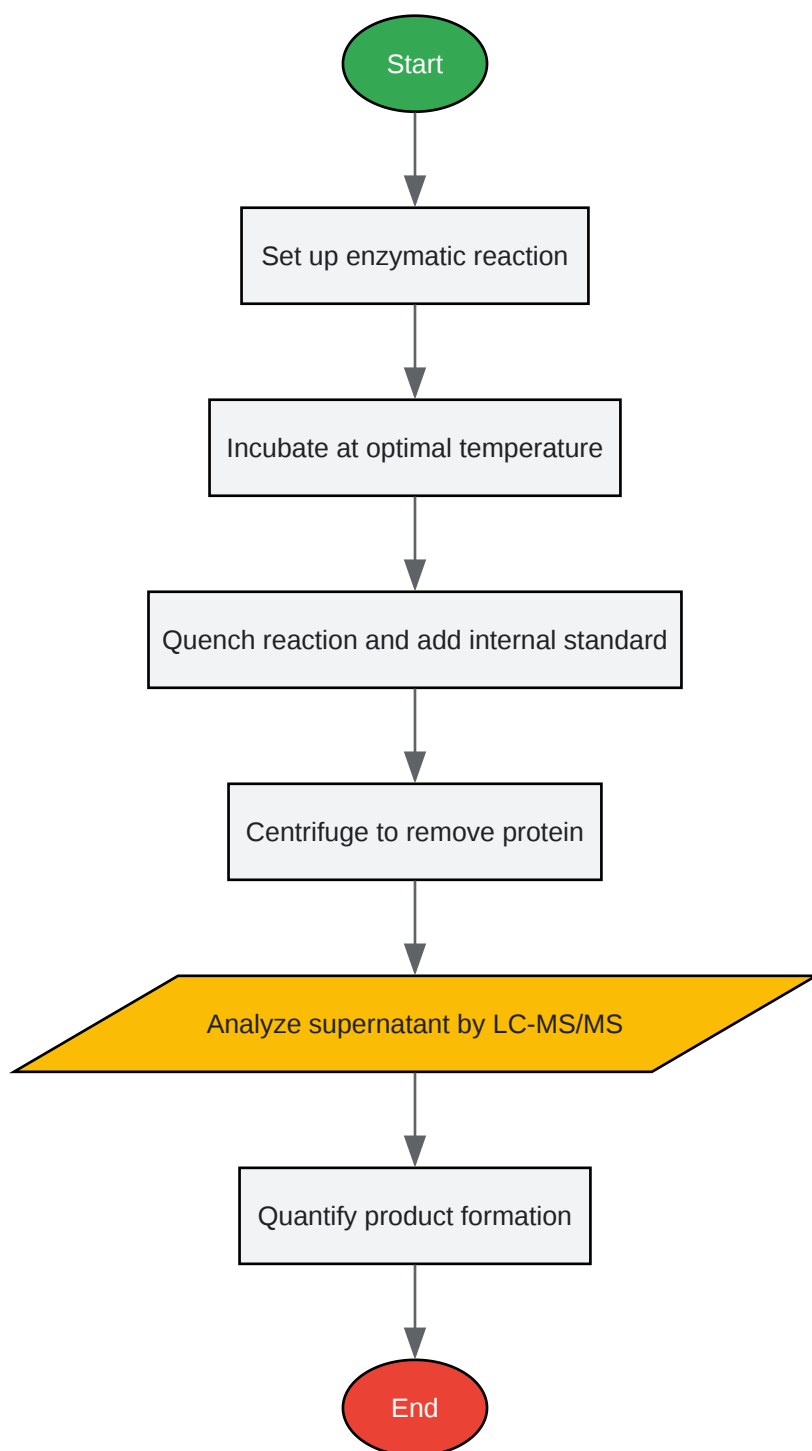 Start
Set up enzymatic reaction
Incubate at optimal temperature
Quench reaction and add internal standard
Centrifuge to remove protein
Analyze supernatant by LC-MS/MS
Quantify product formation
End